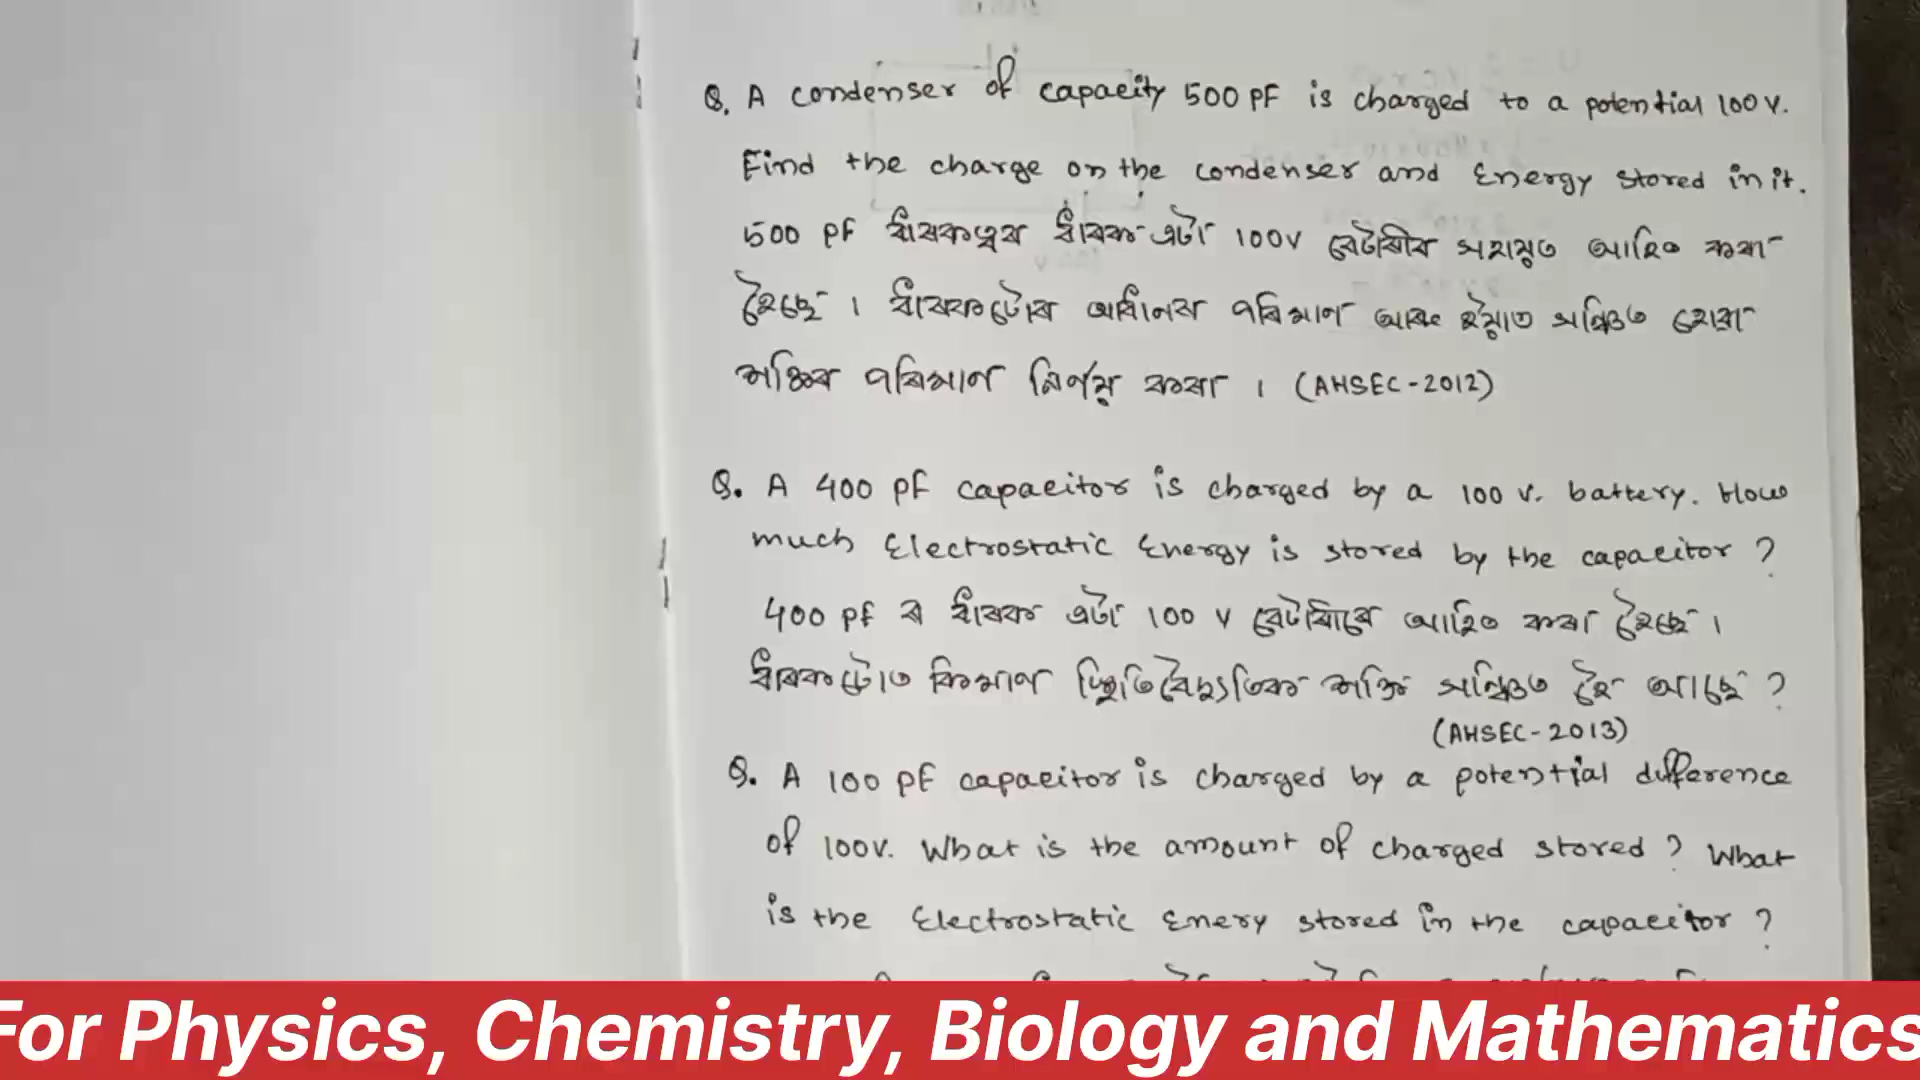 Q. A condenser of capacity 500 PF is charged to a potential 100 V.
Find the charge on the condenser and Energy stored in it.
500 PF ধাৰকত্বৰ ধাৰক এটা 100V বেটাৰীৰ সহায়ত আহিত কৰা
হৈছে । ধাৰকটোৰ আধানৰ পৰিমাণ আৰু ইয়াত সঞ্চিত হোৱা
শক্তিৰ পৰিমাণ নিৰ্ণয় কৰা । (AHSEC-2012)
Q. A 400 PF capacitor is charged by a 100 V. battery. How
much Electrostatic Energy is stored by the capacitor ?
400 PF ৰ ধাৰক এটা 100 V বেটাৰিৰে আহিত কৰা হৈছে ।
ধাৰকটোত কিমান স্থিতিবৈদ্যুতিক শক্তি সঞ্চিত হৈ আছে ?
(AHSEC-2013)
Q. A 100 PF capacitor is charged by a potential difference
of 100V. What is the amount of charged stored ? What
is the Electrostatic Enery stored in the capacitor ?
For Physics, Chemistry, Biology and Mathematics